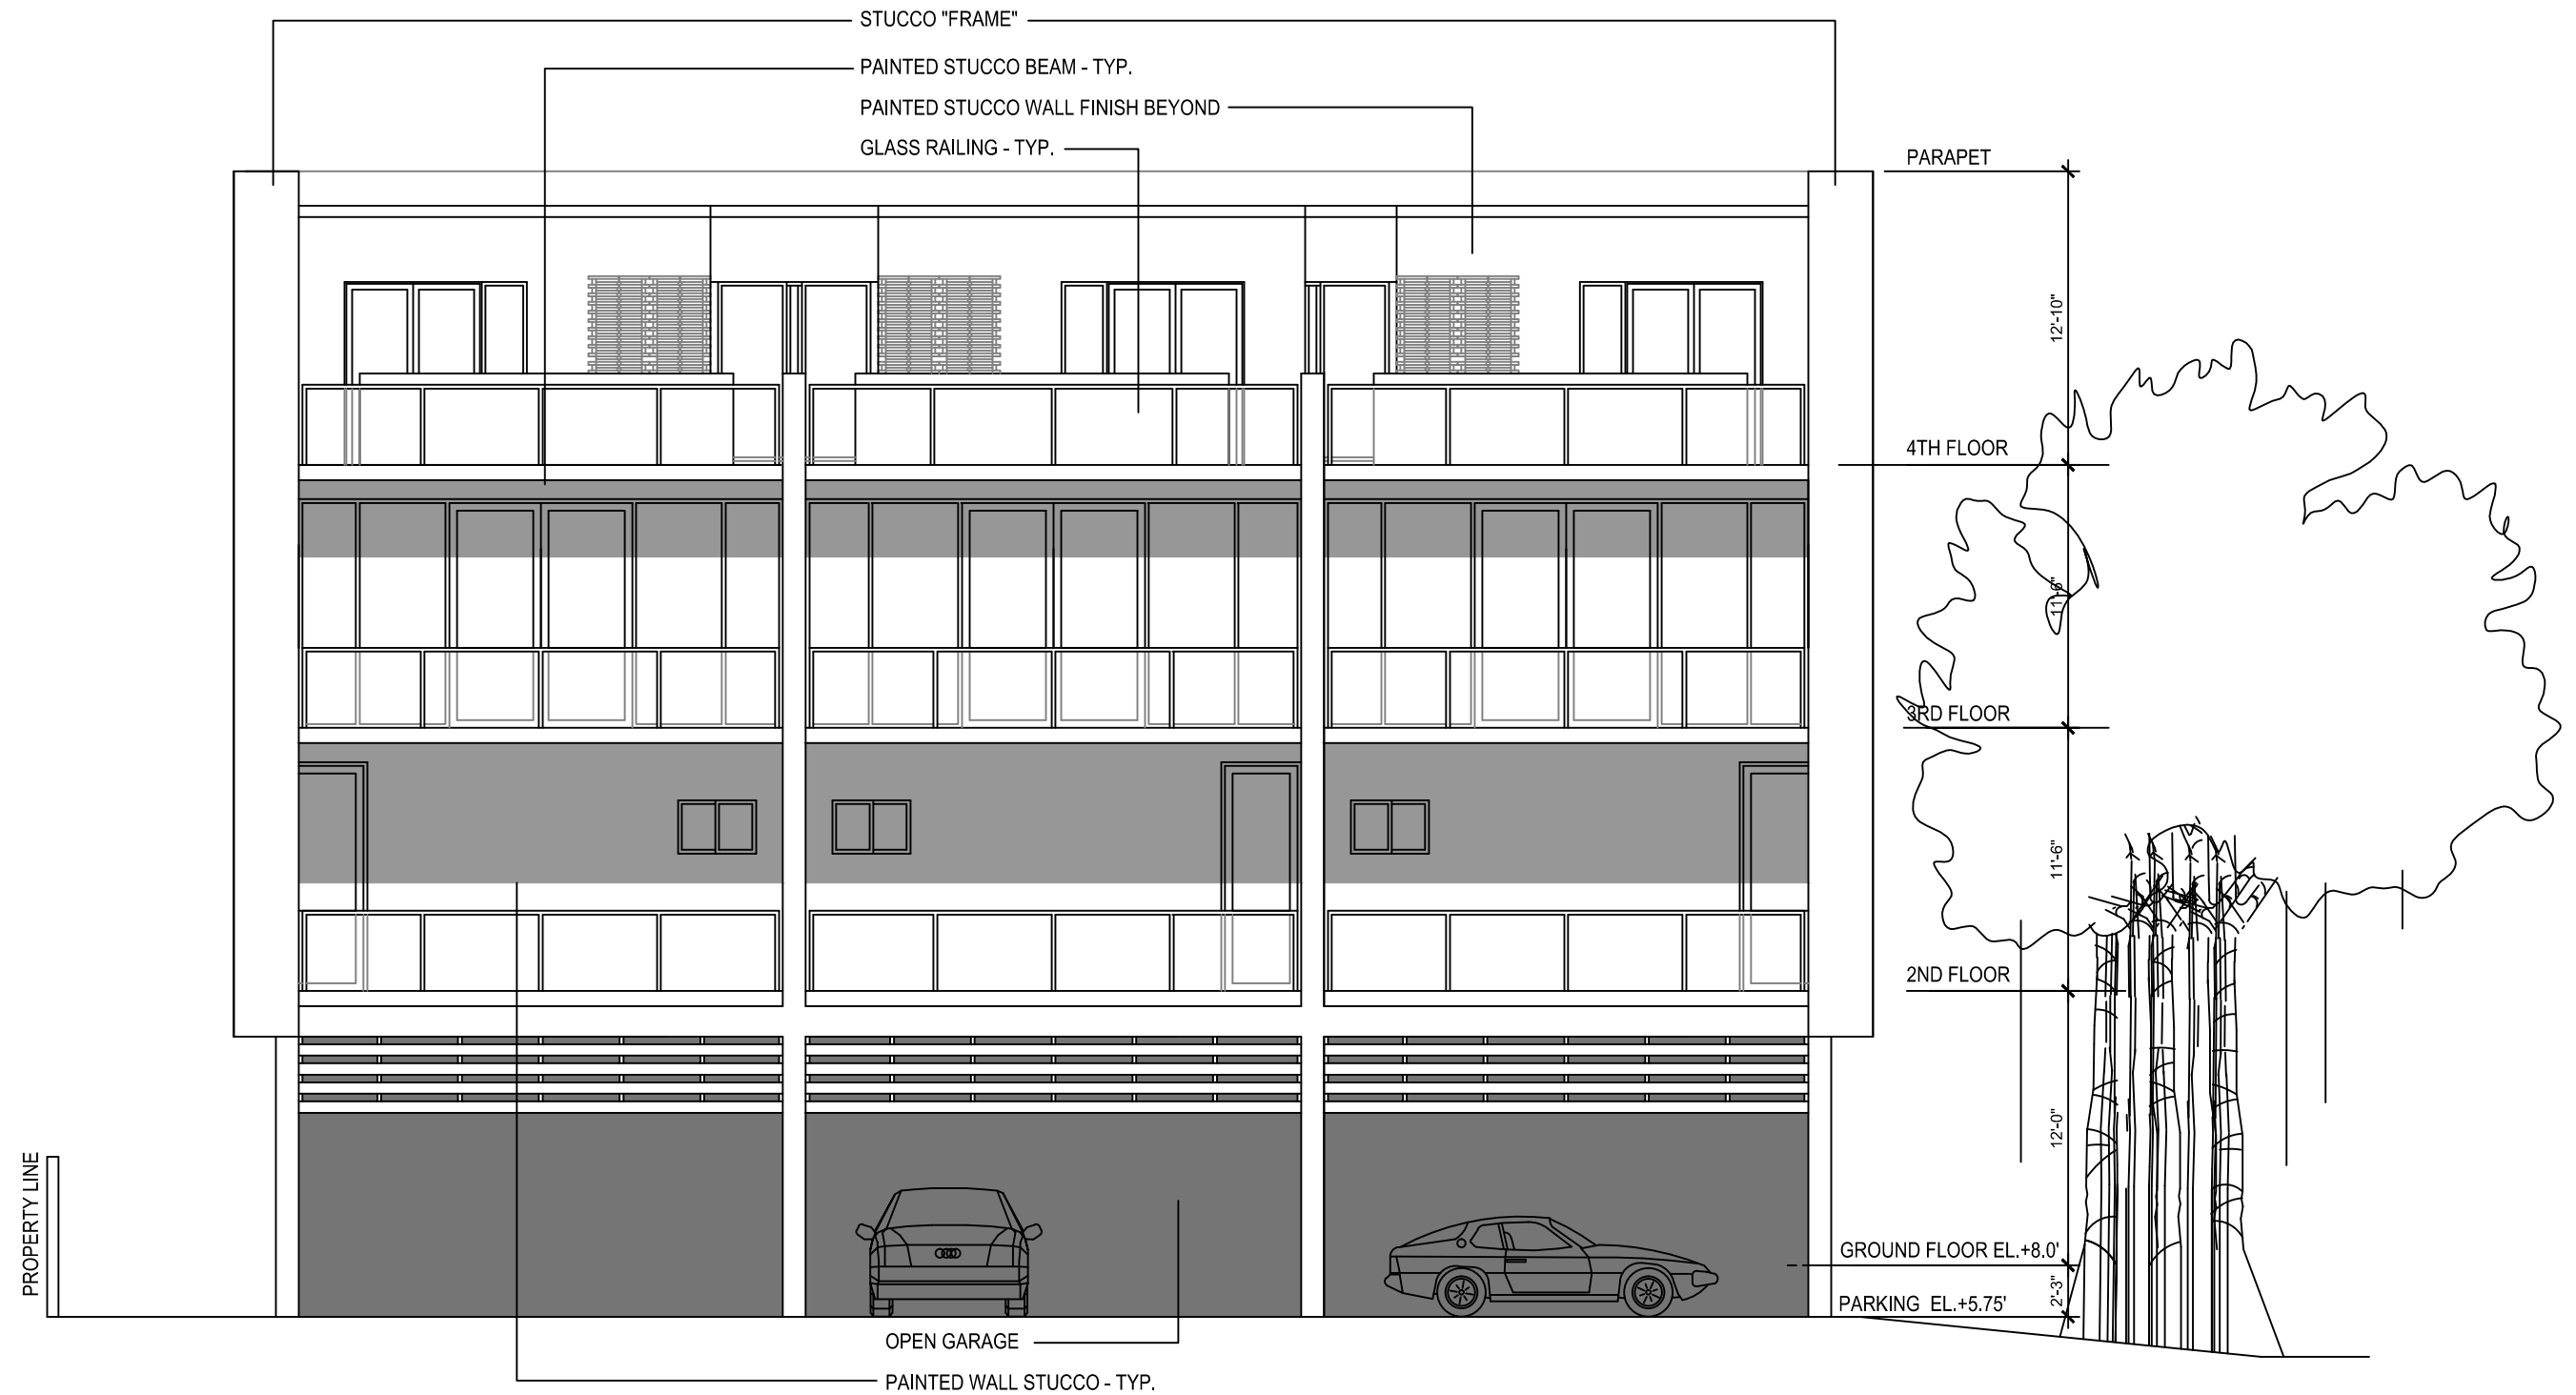 STUCCO "FRAME"
PAINTED STUCCO BEAM - TYP.
PAINTED STUCCO WALL FINISH BEYOND
GLASS RAILING - TYP.
PARAPET
12'-10"
4TH FLOOR
11'-6"
3RD FLOOR
11'-6"
2ND FLOOR
12'-0"
PROPERTY LINE
GROUND FLOOR EL.+8.0'
2'-3"
PARKING EL.+5.75'
OPEN GARAGE
PAINTED WALL STUCCO - TYP.